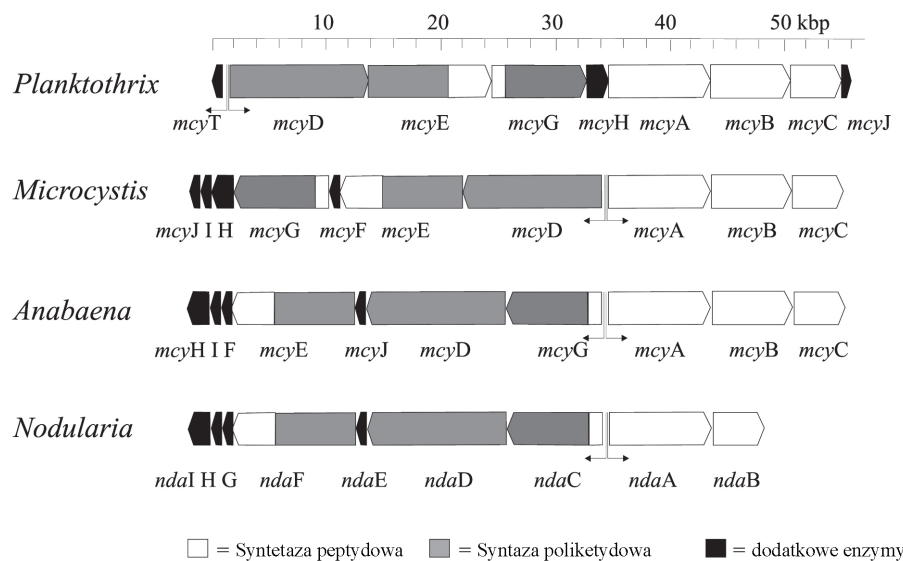 10 20 30 40 50 kbp
Planktothrix
mcyT mcyD mcyE mcyG mcyH mcyA mcyB mcyC mcyJ
Microcystis
mcyJ I H mcyG mcyF mcyE mcyD mcyA mcyB mcyC
Anabaena
mcyH I F mcyE mcyJ mcyD mcyG mcyA mcyB mcyC
Nodularia
ndaI H G ndaF ndaE ndaD ndaC ndaA ndaB
= Syntetaza peptydowa = Syntaza poliketydowa = dodatkowe enzymy